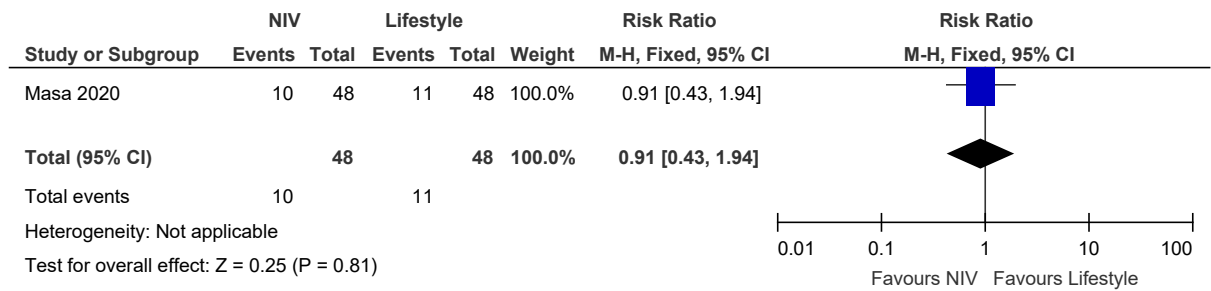 NIV Lifestyle Risk Ratio Risk Ratio
Study or Subgroup Events Total Events Total Weight M-H, Fixed, 95% CI M-H, Fixed, 95% CI
Masa 2020 10 48 11 48 100.0% 0.91 [0.43, 1.94]
Total (95% CI) 48 48 100.0% 0.91 [0.43, 1.94]
Total events 10 11
Heterogeneity: Not applicable
Test for overall effect: Z = 0.25 (P = 0.81)
0.01 0.1 1 10 100
Favours NIV Favours Lifestyle